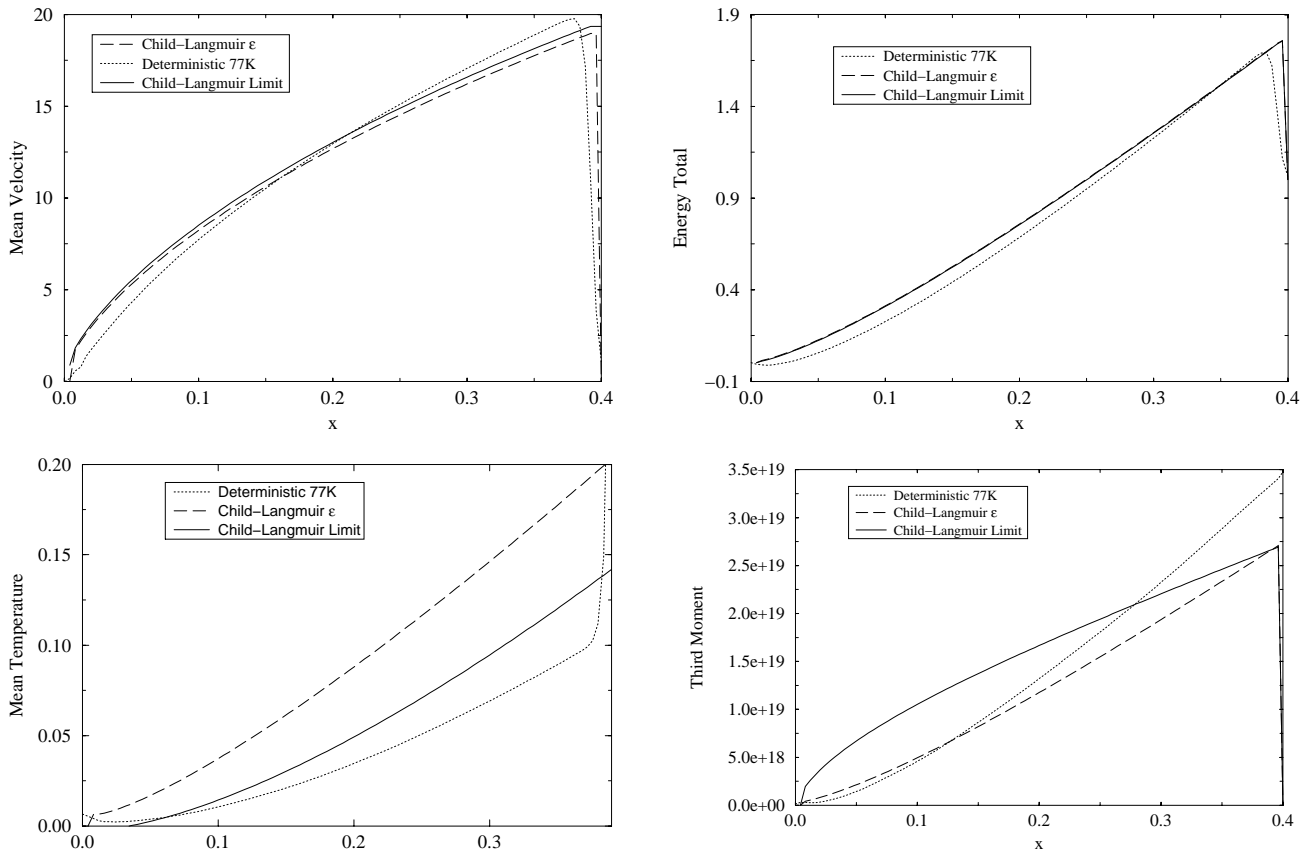 20
15
10
5
0
0.0
0.1
0.2
0.3
0.4
Mean Velocity
x
Child–Langmuir ε
Deterministic 77K
Child–Langmuir Limit
1.9
1.4
0.9
0.4
−0.1
0.0
0.1
0.2
0.3
0.4
Energy Total
x
Deterministic 77K
Child–Langmuir ε
Child–Langmuir Limit
0.20
0.15
0.10
0.05
0.00
0.0
0.1
0.2
0.3
Mean Temperature
Deterministic 77K
Child–Langmuir ε
Child–Langmuir Limit
3.5e+19
3.0e+19
2.5e+19
2.0e+19
1.5e+19
1.0e+19
5.0e+18
0.0e+00
0.0
0.1
0.2
0.3
0.4
Third Moment
x
Deterministic 77K
Child–Langmuir ε
Child–Langmuir Limit